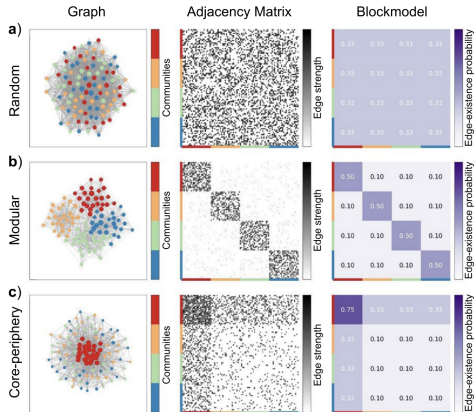 Graph Adjacency Matrix Blockmodel
a)
Random
Communities
Edge strength
0.33 0.33 0.33 0.33
0.33 0.33 0.33 0.33
0.33 0.33 0.33 0.33
0.33 0.33 0.33 0.33
Edge-existence probability
b)
Modular
Communities
Edge strength
0.50 0.10 0.10 0.10
0.10 0.50 0.10 0.10
0.10 0.10 0.50 0.10
0.10 0.10 0.10 0.50
Edge-existence probability
c)
Core-periphery
Communities
Edge strength
0.75 0.33 0.33 0.33
0.33 0.10 0.10 0.10
0.33 0.10 0.10 0.10
0.33 0.10 0.10 0.10
Edge-existence probability